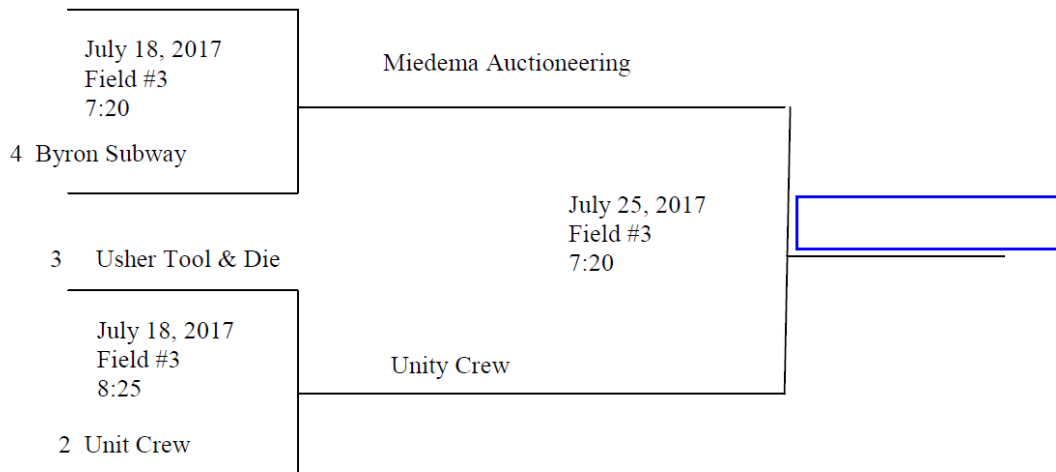 July 18, 2017
Field #3
7:20
Miedema Auctioneering
4 Byron Subway
July 25, 2017
Field #3
7:20
3 Usher Tool & Die
July 18, 2017
Field #3
8:25
Unity Crew
2 Unit Crew